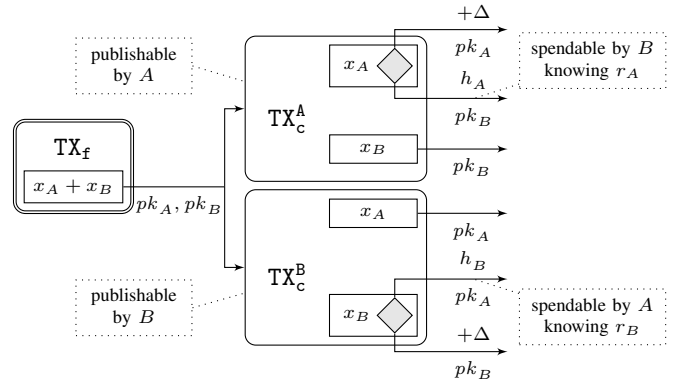 publishable
by A
+Δ
x_A
pk_A
h_A
pk_B
spendable by B
knowing r_A
TX_c^A
x_B
pk_B
TX_f
x_A + x_B
pk_A, pk_B
x_A
pk_A
TX_c^B
h_B
pk_A
publishable
by B
x_B
+Δ
pk_B
spendable by A
knowing r_B